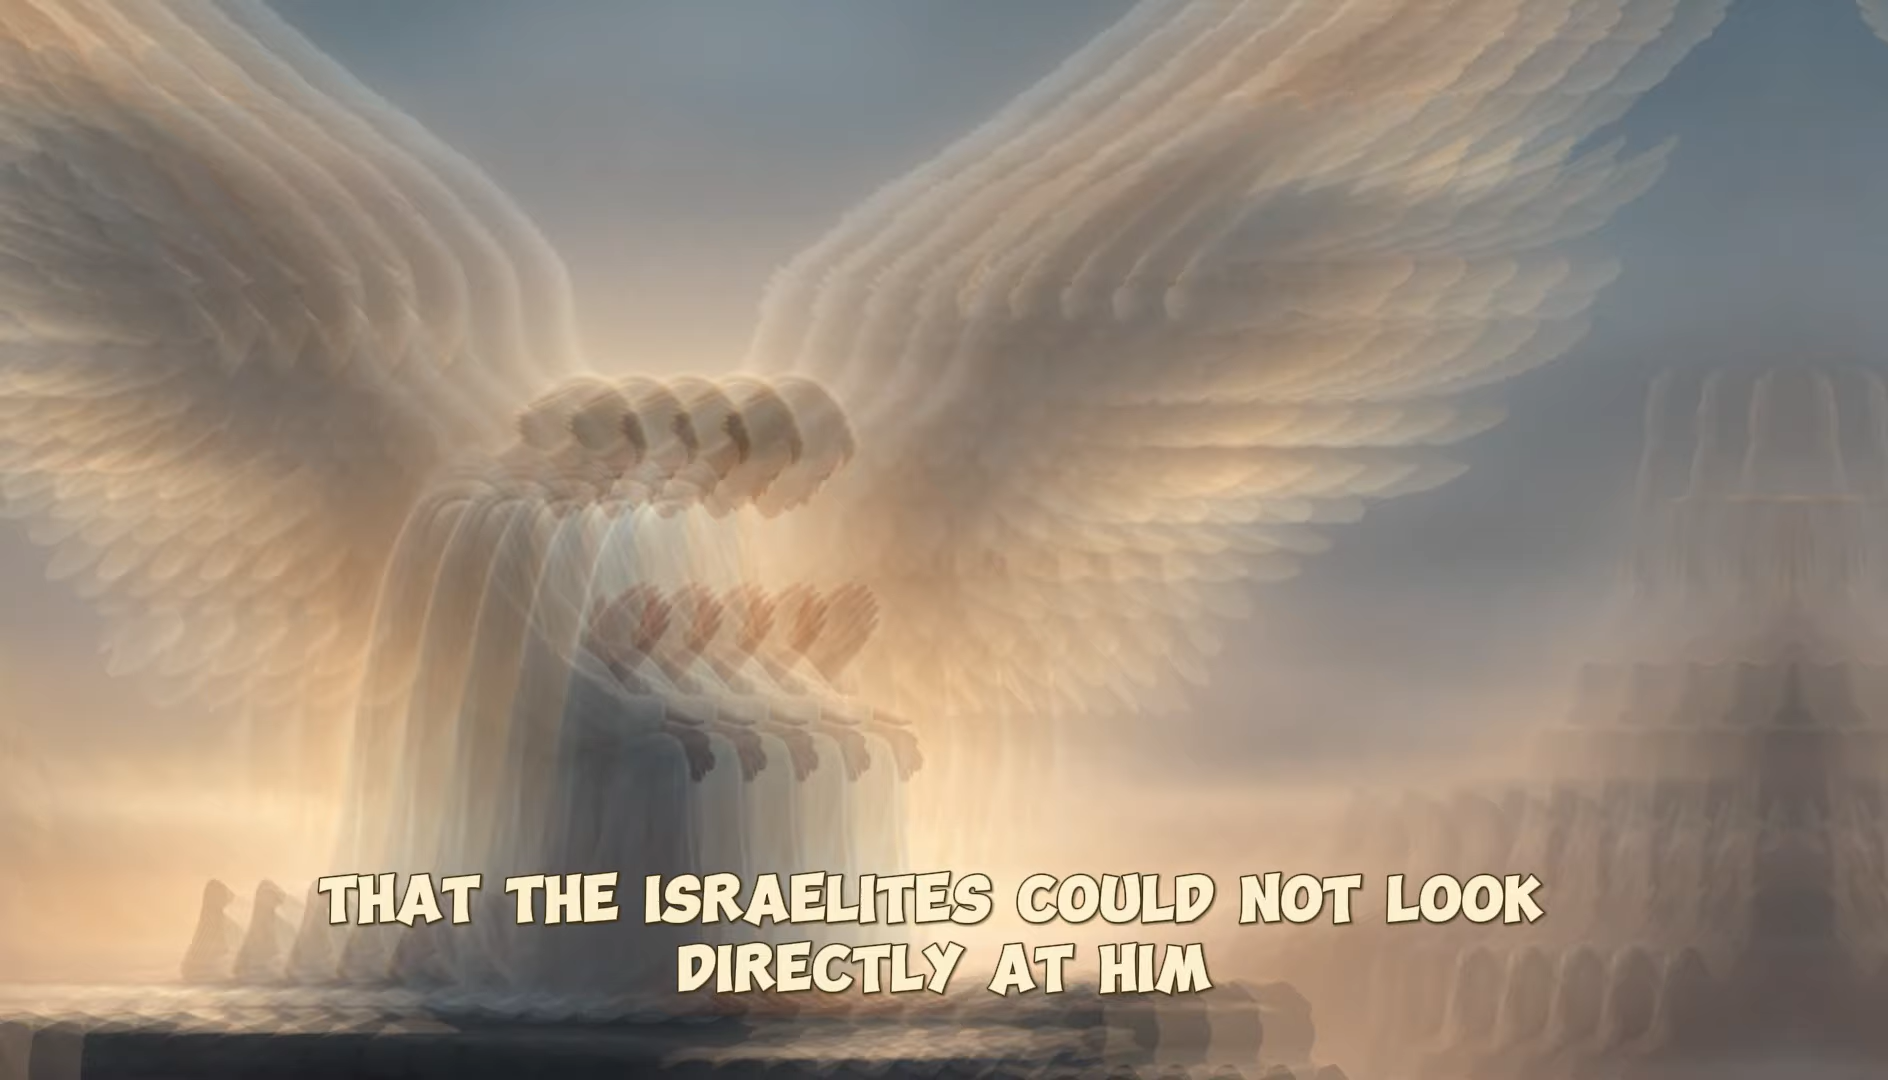 THAT THE ISRAELITES COULD NOT LOOK
DIRECTLY AT HIM